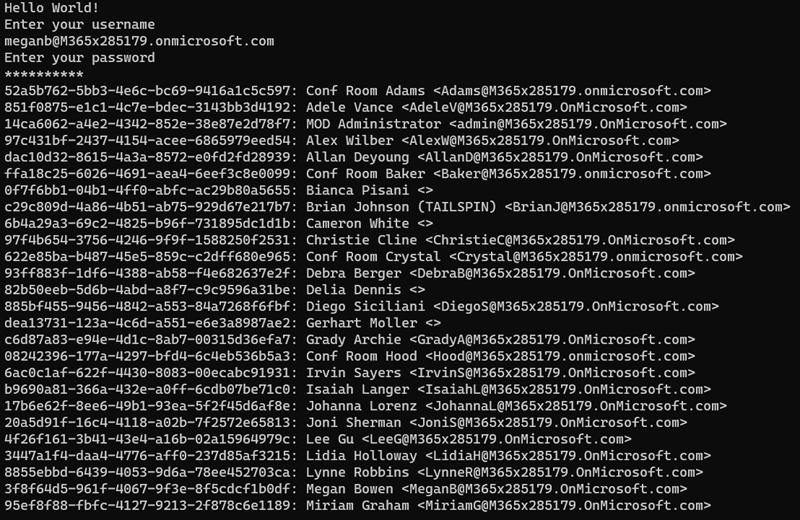 Hello World!
Enter your username
meganb@M365x285179.onmicrosoft.com
Enter your password
**********
52a5b762-5bb3-4e6c-bc69-9416a1c5c597: Conf Room Adams <Adams@M365x285179.onmicrosoft.com>
851f0875-e1c1-4c7e-bdec-3143bb3d4192: Adele Vance <AdeleV@M365x285179.OnMicrosoft.com>
14ca6062-a4e2-4342-852e-38e87e2d78f7: MOD Administrator <admin@M365x285179.onmicrosoft.com>
97c431bf-2437-4154-acee-6865979eed54: Alex Wilber <AlexW@M365x285179.OnMicrosoft.com>
dac10d32-8615-4a3a-8572-e0fd2fd28939: Allan Deyoung <AllanD@M365x285179.OnMicrosoft.com>
ffa18c25-6026-4691-aea4-6eef3c8e0099: Conf Room Baker <Baker@M365x285179.onmicrosoft.com>
0f7f6bb1-04b1-4ff0-abfc-ac29b80a5655: Bianca Pisani <>
c29c809d-4a86-4b51-ab75-929d67e217b7: Brian Johnson (TAILSPIN) <BrianJ@M365x285179.onmicrosoft.com>
6b4a29a3-69c2-4825-b96f-731895dc1d1b: Cameron White <>
97f4b654-3756-4246-9f9f-1588250f2531: Christie Cline <ChristieC@M365x285179.OnMicrosoft.com>
622e85ba-b487-45e5-859c-c2dff680e965: Conf Room Crystal <Crystal@M365x285179.onmicrosoft.com>
93ff883f-1df6-4388-ab58-f4e682637e2f: Debra Berger <DebraB@M365x285179.OnMicrosoft.com>
82b50eeb-5d6b-4abd-a8f7-c9c9596a31be: Delia Dennis <>
885bf455-9456-4842-a553-84a7268f6fbf: Diego Siciliani <DiegoS@M365x285179.OnMicrosoft.com>
dea13731-123a-4c6d-a551-e6e3a8987ae2: Gerhart Moller <>
c6d87a83-e94e-4d1c-8ab7-00315d36efa7: Grady Archie <GradyA@M365x285179.OnMicrosoft.com>
08242396-177a-4297-bfd4-6c4eb536b5a3: Conf Room Hood <Hood@M365x285179.onmicrosoft.com>
6ac0c1af-622f-4430-8083-00ecabc91931: Irvin Sayers <IrvinS@M365x285179.OnMicrosoft.com>
b9690a81-366a-432e-a0ff-6cdb07be71c0: Isaiah Langer <IsaiahL@M365x285179.OnMicrosoft.com>
17b6e62f-8ee6-49b1-93ea-5f2f45d6af8e: Johanna Lorenz <JohannaL@M365x285179.OnMicrosoft.com>
20a5d91f-16c4-4118-a02b-7f2572e65813: Joni Sherman <JoniS@M365x285179.OnMicrosoft.com>
4f26f161-3b41-43e4-a16b-02a15964979c: Lee Gu <LeeG@M365x285179.OnMicrosoft.com>
3447a1f4-daa4-4776-aff0-237d85af3215: Lidia Holloway <LidiaH@M365x285179.OnMicrosoft.com>
8855ebbd-6439-4053-9d6a-78ee452703ca: Lynne Robbins <LynneR@M365x285179.OnMicrosoft.com>
3f8f64d5-961f-4067-9f3e-8f5cdcf1b0df: Megan Bowen <MeganB@M365x285179.OnMicrosoft.com>
95ef8f88-fbfc-4127-9213-2f878c6e1189: Miriam Graham <MiriamG@M365x285179.OnMicrosoft.com>